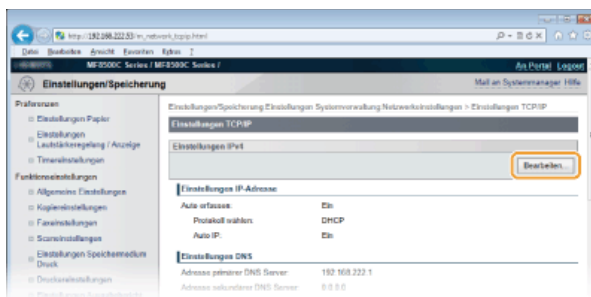 http://192.168.222.53/m_network_tcpip.html
Datei Bearbeiten Ansicht Favoriten Extras ?
MF8500C Series / MF8500C Series /
An Portal Logout
Einstellungen/Speicherung
Mail an Systemmanager Hilfe
Präferenzen
Einstellungen Papier
Einstellungen Lautstärkeregelung / Anzeige
Timereinstellungen
Funktionseinstellungen
Allgemeine Einstellungen
Kopiereinstellungen
Faxeinstellungen
Scaneinstellungen
Einstellungen Speichermedium Druck
Druckereinstellungen
Einstellungen/Speicherung:Einstellungen Systemverwaltung:Netzwerkeinstellungen > Einstellungen TCP/IP
Einstellungen TCP/IP
Einstellungen IPv4
Bearbeiten...
Einstellungen IP-Adresse
Auto erfassen: Ein
Protokoll wählen: DHCP
Auto IP: Ein
Einstellungen DNS
Adresse primärer DNS Server: 192.168.222.1
Adresse sekundärer DNS Server 0.0.0.0